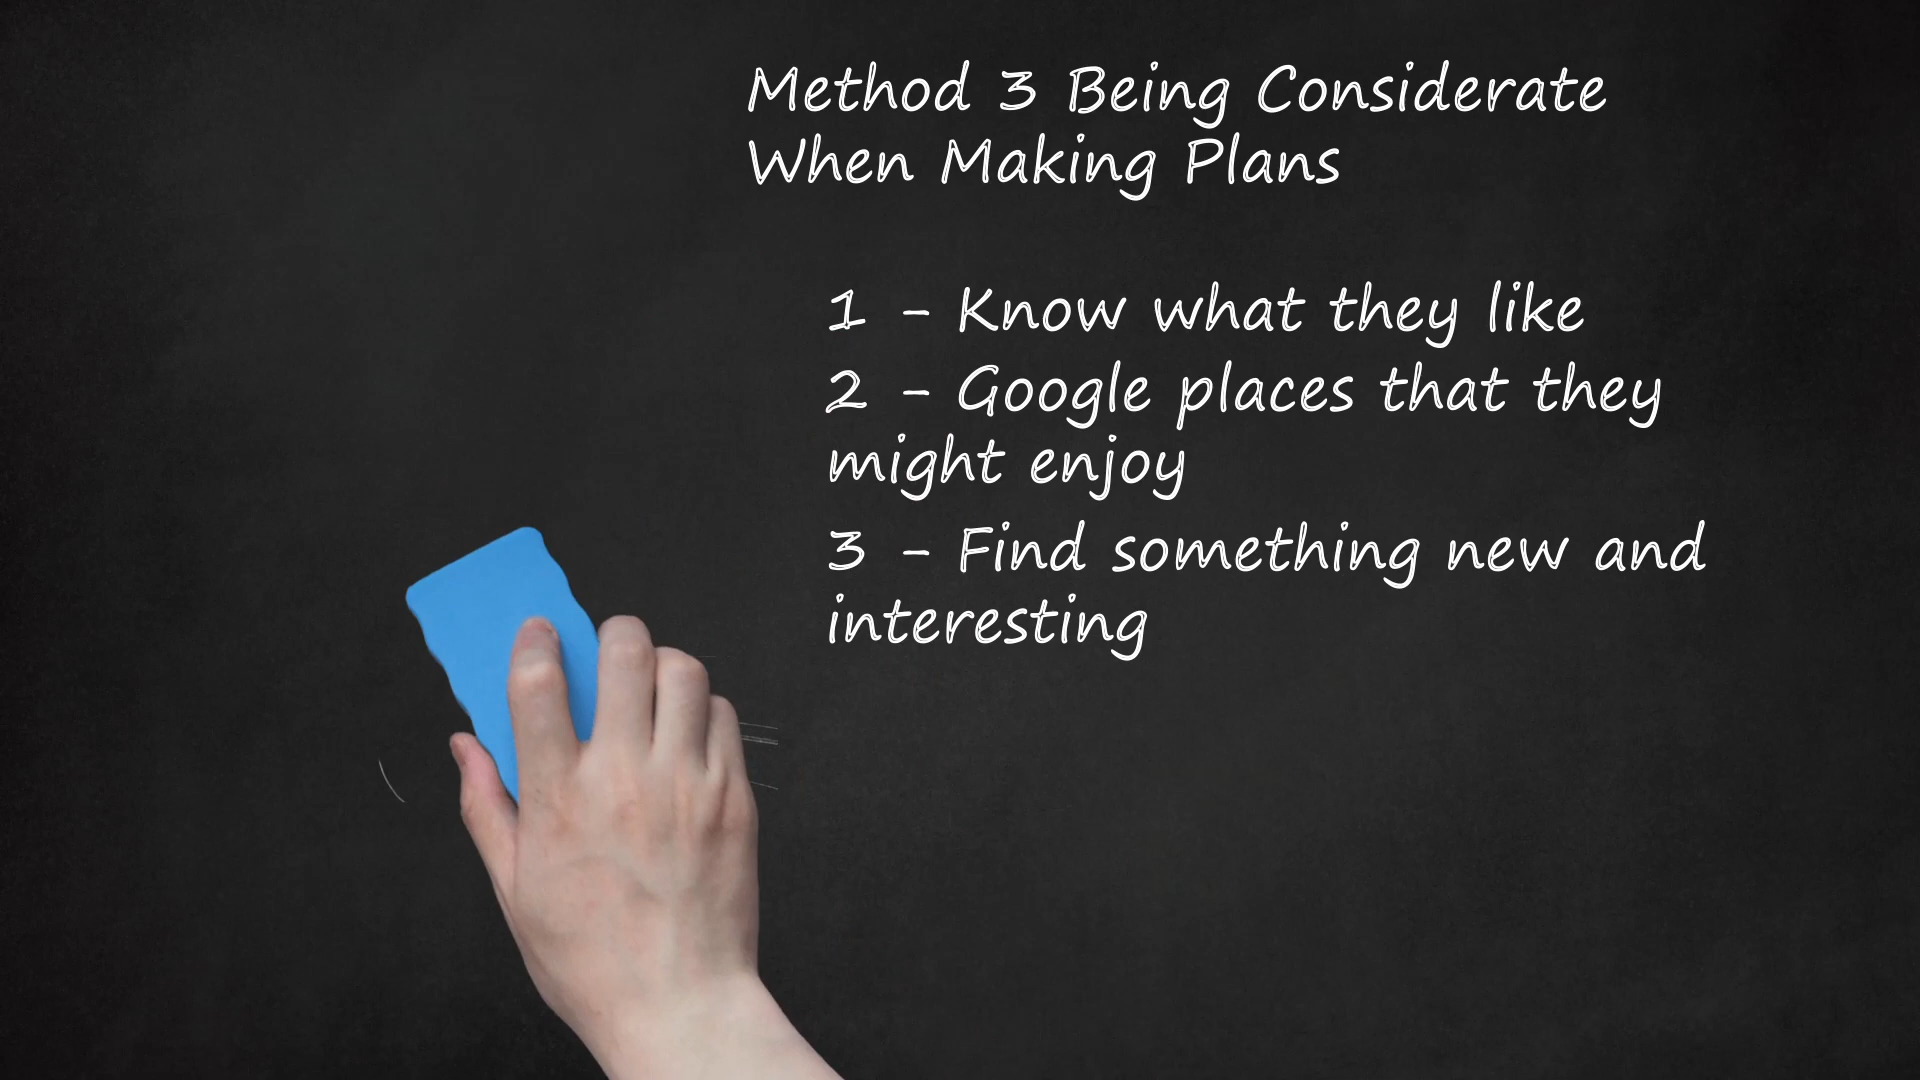 Method 3 Being Considerate
When Making Plans
1 - Know what they like
2 - Google places that they
might enjoy
3 - Find something new and
interesting